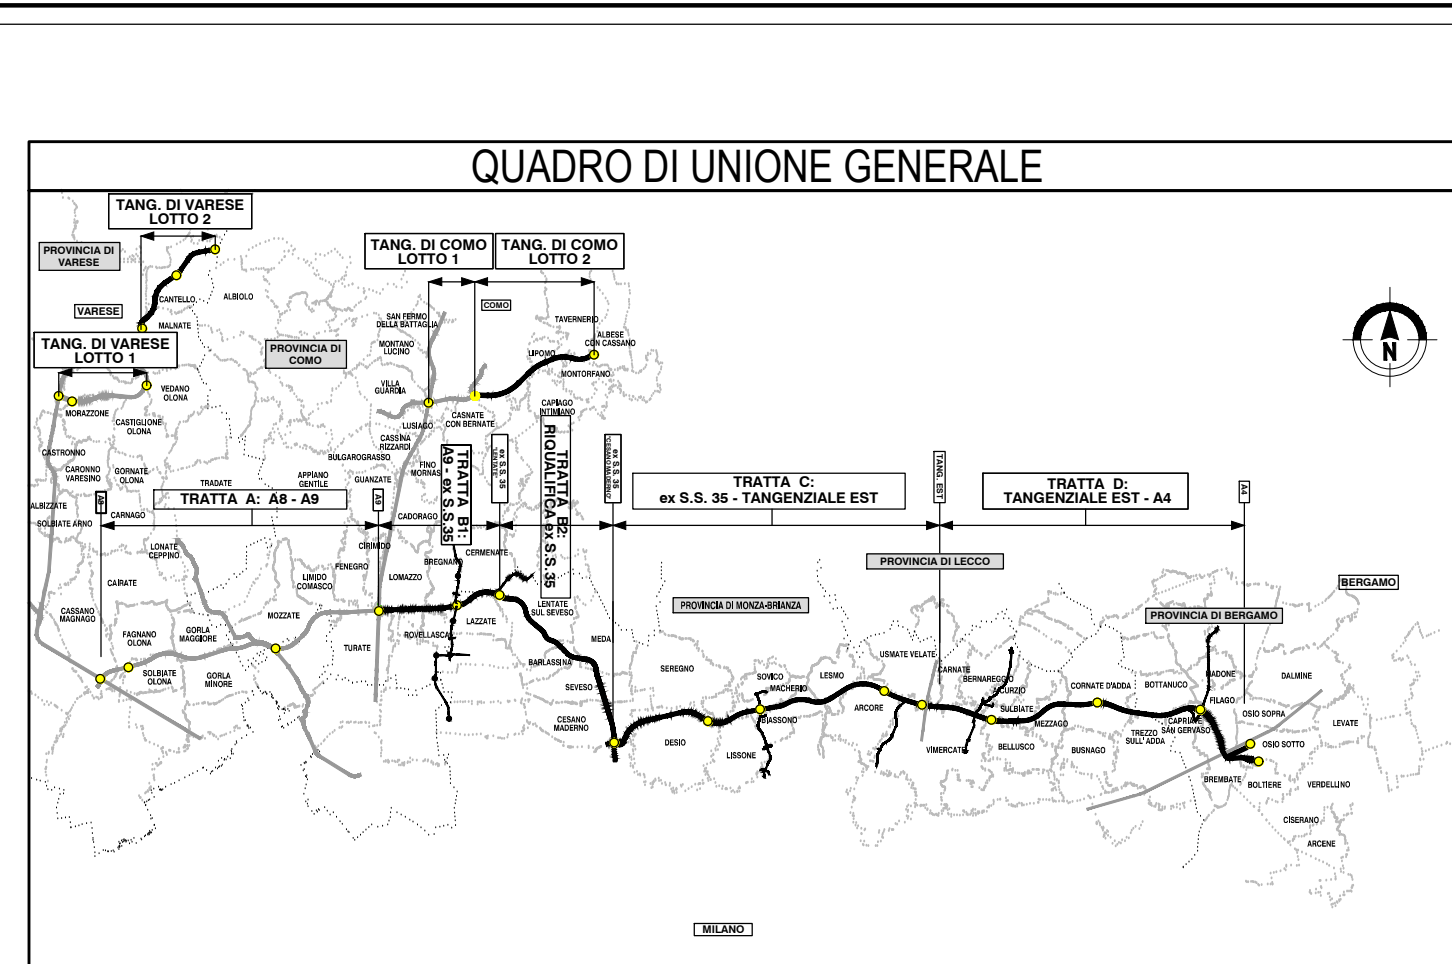 QUADRO DI UNIONE GENERALE
TANG. DI VARESE
LOTTO 2
PROVINCIA DI
VARESE
CANTELLO
ALBIOLO
VARESE
MALNATE
TANG. DI VARESE
LOTTO 1
VEDANO
OLONA
MORAZZONE
CASTIGLIONE
OLONA
TANG. DI COMO
LOTTO 1
TANG. DI COMO
LOTTO 2
COMO
SAN FERMO
DELLA BATTAGLIA
TAVERNERIO
ALBESE
CON CASSANO
PROVINCIA DI
COMO
MONTANO
LUCINO
LIPOMO
MONTORFANO
VILLA
GUARDIA
CAPIAGO
INTIMIANO
CASNATE
CON BERNATE
LUSIAGO
CASSINA
RIZZARDI
BULGAROGRASSO
CASTRONNO
CARONNO
VARESINO
GORNATE
OLONA
TRADATE
APPIANO
GENTILE
GUANZATE
FINO
MORNAS
ALBIZZATE
SOLBIATE ARNO
CARNAGO
A8
TRATTA A: A8 - A9
A9
TRATTA B1:
A9 - ex S.S.35
ex S.S. 35
"LENTATE"
TRATTA B2:
RIQUALIFICA ex S.S. 35
ex S.S. 35
"CESANO MADERNO"
TRATTA C:
ex S.S. 35 - TANGENZIALE EST
TANG. EST
TRATTA D:
TANGENZIALE EST - A4
A4
N
CADORAGO
LONATE
CEPPINO
CIRIMIDO
FENEGRO
LIMIDO
COMASCO
LOMAZZO
BREGNANO
CERMENATE
CAIRATE
PROVINCIA DI LECCO
BERGAMO
CASSANO
MAGNAGO
MOZZATE
LENTATE
SUL SEVESO
PROVINCIA DI MONZA-BRIANZA
PROVINCIA DI BERGAMO
FAGNANO
OLONA
GORLA
MAGGIORE
ROVELLASCA
LAZZATE
MEDA
TURATE
BARLASSINA
SOLBIATE
OLONA
GORLA
MINORE
SEVESO
SEREGNO
SOVICO
MACHERIO
LESMO
USMATE VELATE
CARNATE
BERNAREGGIO
AICURZIO
CORNATE D'ADDA
BOTTANUCO
MADONE
DALMINE
CESANO
MADERNO
DESIO
BIASSONO
ARCORE
SULBIATE
MEZZAGO
FILAGO
OSIO SOPRA
CAPRIATE
SAN GERVASO
TREZZO
SULL' ADDA
LEVATE
LISSONE
VIMERCATE
BELLUSCO
BUSNAGO
OSIO SOTTO
BREMBATE
BOLTIERE
VERDELLINO
CISERANO
ARCENE
MILANO